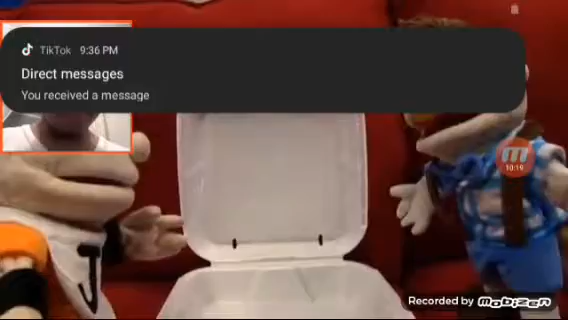 TikTok 9:36 PM
Direct messages
You received a message
J
10:19
Recorded by mobizen